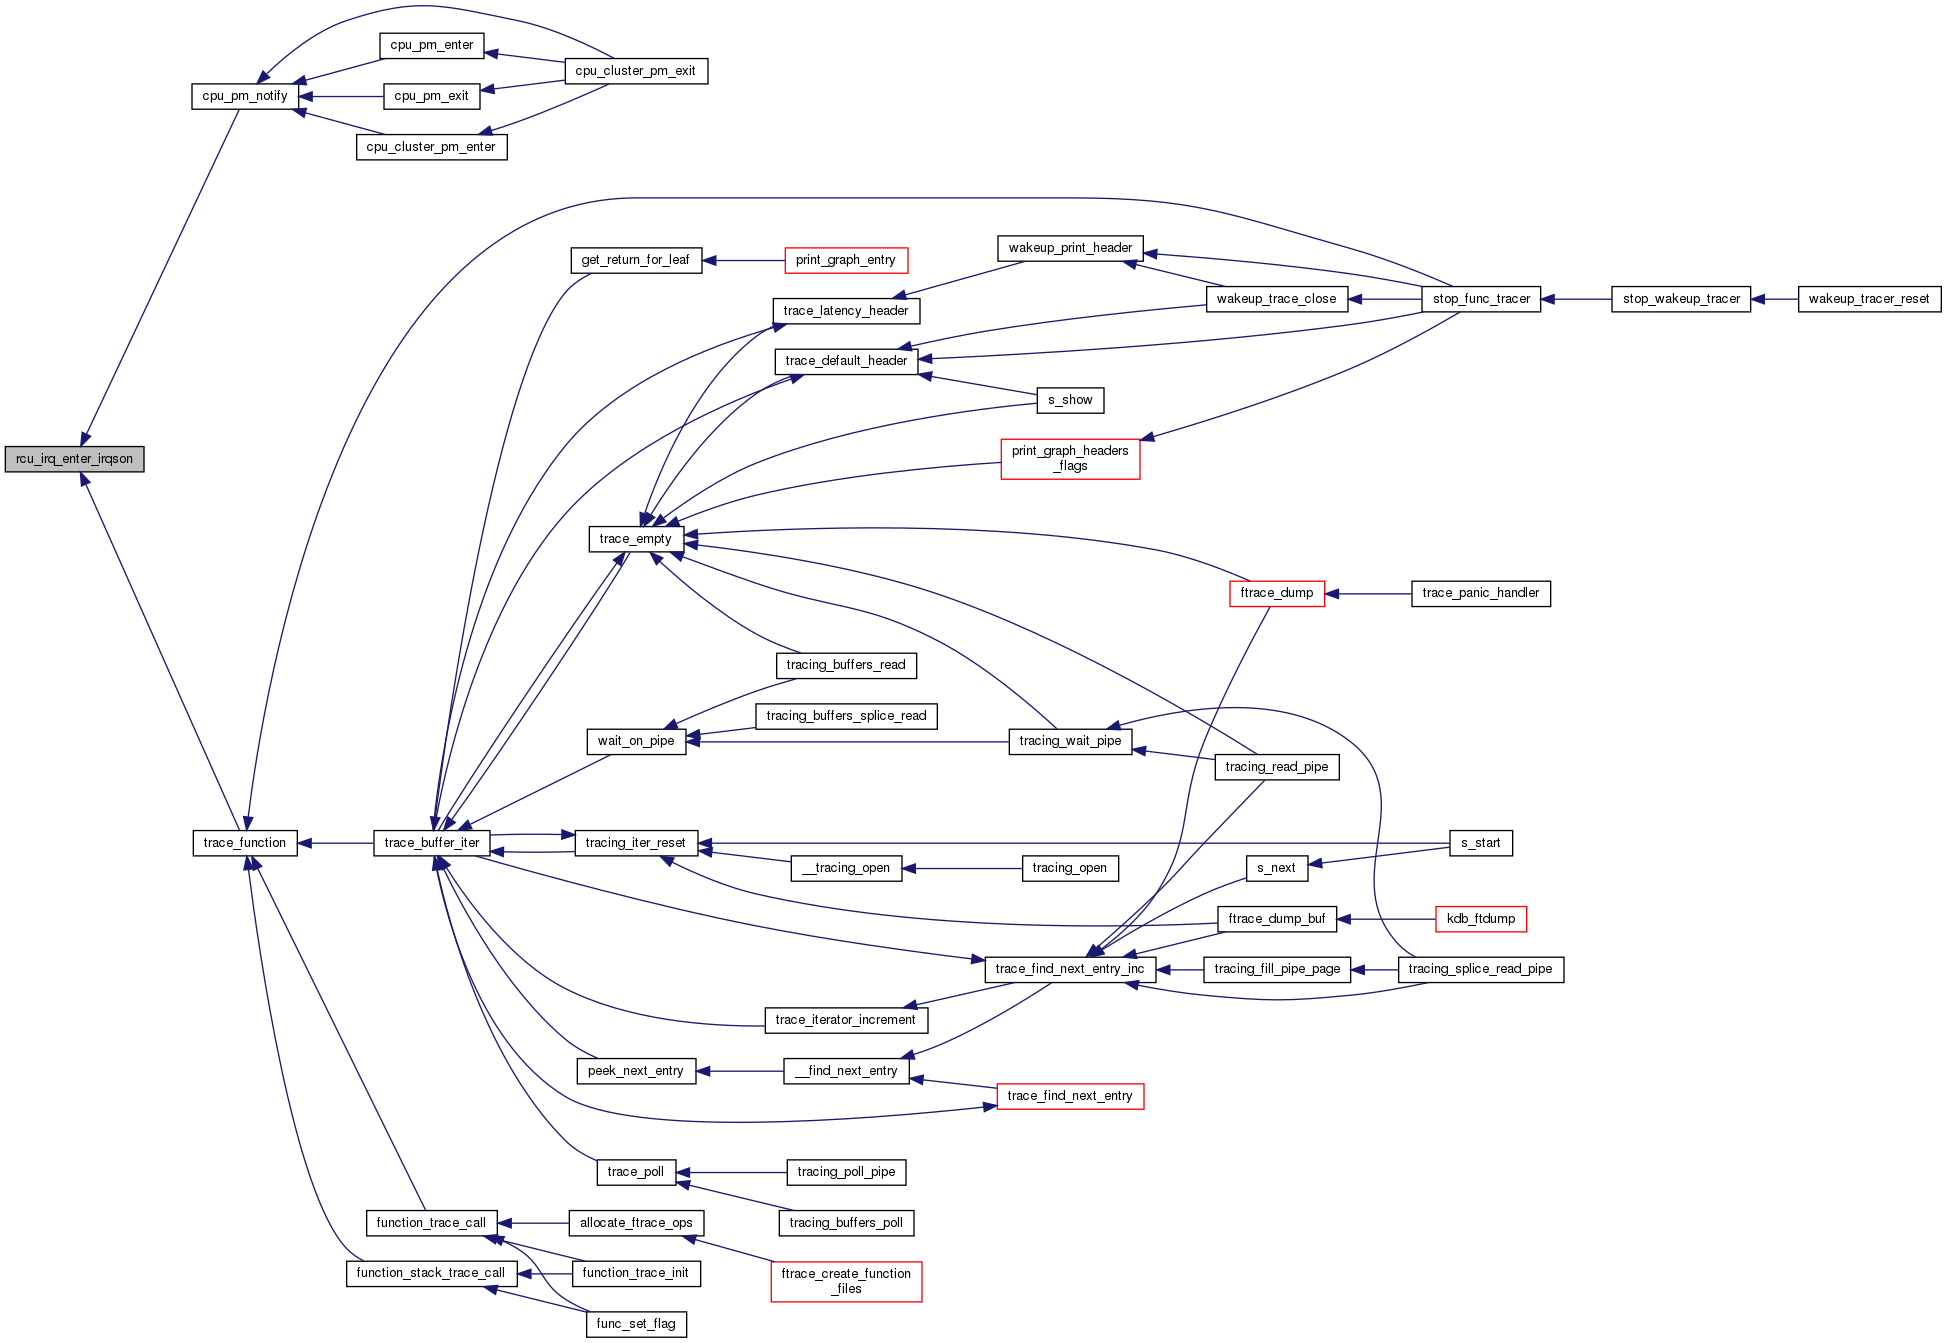 cpu_pm_enter
cpu_cluster_pm_exit
cpu_pm_notify
cpu_pm_exit
cpu_cluster_pm_enter
wakeup_print_header
get_return_for_leaf
print_graph_entry
wakeup_trace_close
stop_func_tracer
stop_wakeup_tracer
wakeup_tracer_reset
trace_latency_header
trace_default_header
s_show
rcu_irq_enter_irqson
print_graph_headers
_flags
trace_empty
ftrace_dump
trace_panic_handler
tracing_buffers_read
tracing_buffers_splice_read
wait_on_pipe
tracing_wait_pipe
tracing_read_pipe
trace_function
trace_buffer_iter
tracing_iter_reset
s_start
__tracing_open
tracing_open
s_next
ftrace_dump_buf
kdb_ftdump
trace_find_next_entry_inc
tracing_fill_pipe_page
tracing_splice_read_pipe
trace_iterator_increment
peek_next_entry
__find_next_entry
trace_find_next_entry
trace_poll
tracing_poll_pipe
tracing_buffers_poll
function_trace_call
allocate_ftrace_ops
function_stack_trace_call
function_trace_init
ftrace_create_function
_files
func_set_flag